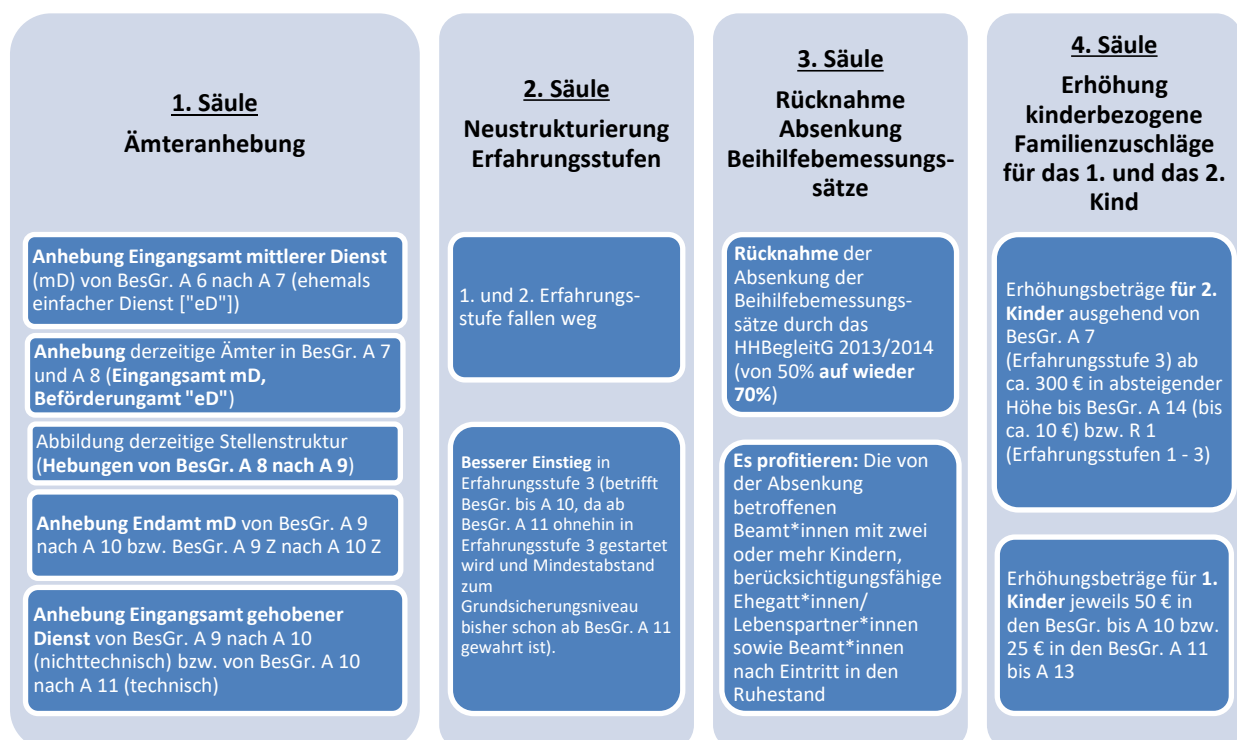 1. Säule
Ämteranhebung
Anhebung Eingangsamt mittlerer Dienst
(mD) von BesGr. A 6 nach A 7 (ehemals
einfacher Dienst ["eD"])
Anhebung derzeitige Ämter in BesGr. A 7
und A 8 (Eingangsamt mD,
Beförderungamt "eD")
Abbildung derzeitige Stellenstruktur
(Hebungen von BesGr. A 8 nach A 9)
Anhebung Endamt mD von BesGr. A 9
nach A 10 bzw. BesGr. A 9 Z nach A 10 Z
Anhebung Eingangsamt gehobener
Dienst von BesGr. A 9 nach A 10
(nichttechnisch) bzw. von BesGr. A 10
nach A 11 (technisch)
2. Säule
Neustrukturierung
Erfahrungsstufen
1. und 2. Erfahrungs-
stufe fallen weg
Besserer Einstieg in
Erfahrungsstufe 3 (betrifft
BesGr. bis A 10, da ab
BesGr. A 11 ohnehin in
Erfahrungsstufe 3 gestartet
wird und Mindestabstand
zum
Grundsicherungsniveau
bisher schon ab BesGr. A 11
gewahrt ist).
3. Säule
Rücknahme
Absenkung
Beihilfebemessungs-
sätze
Rücknahme der
Absenkung der
Beihilfebemessungs-
sätze durch das
HHBegleitG 2013/2014
(von 50% auf wieder
70%)
Es profitieren: Die von
der Absenkung
betroffenen
Beamt*innen mit zwei
oder mehr Kindern,
berücksichtigungsfähige
Ehegatt*innen/
Lebenspartner*innen
sowie Beamt*innen
nach Eintritt in den
Ruhestand
4. Säule
Erhöhung
kinderbezogene
Familienzuschläge
für das 1. und das 2.
Kind
Erhöhungsbeträge für 2.
Kinder ausgehend von
BesGr. A 7
(Erfahrungsstufe 3) ab
ca. 300 € in absteigender
Höhe bis BesGr. A 14 (bis
ca. 10 €) bzw. R 1
(Erfahrungsstufen 1 - 3)
Erhöhungsbeträge für 1.
Kinder jeweils 50 € in
den BesGr. bis A 10 bzw.
25 € in den BesGr. A 11
bis A 13